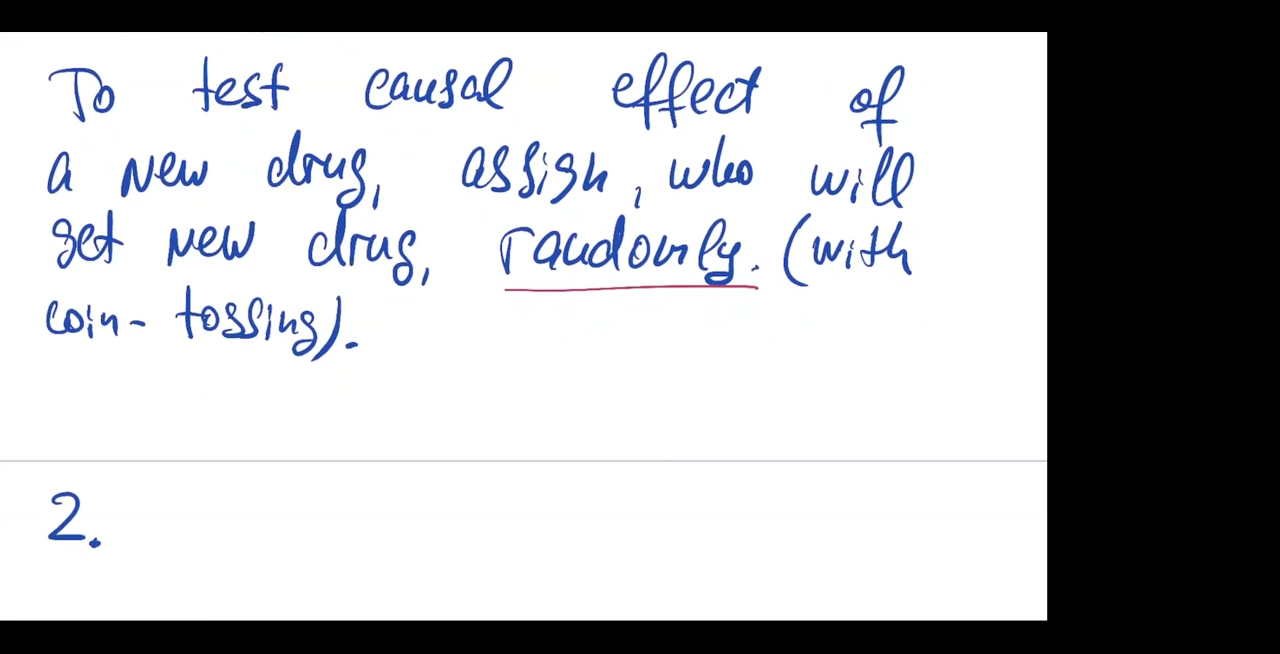 To test causal effect of
a new drug, assign, who will
get new drug, randomly. (with
coin-tossing).
2.